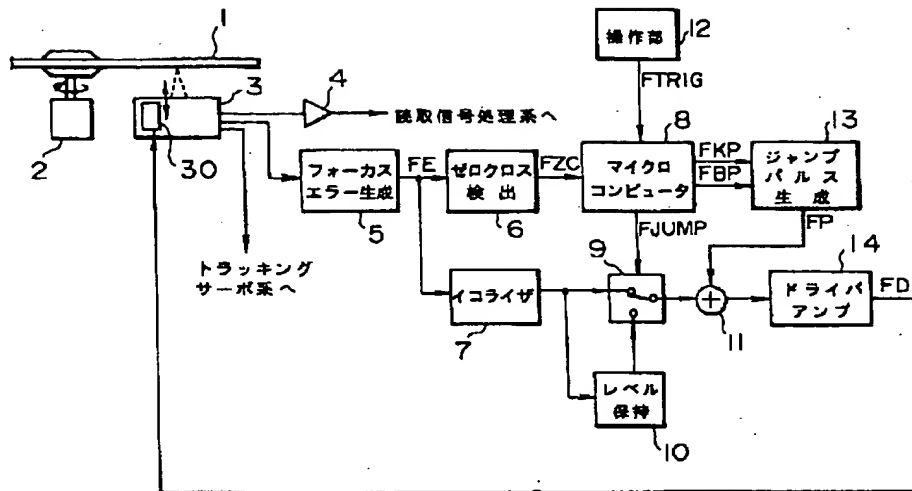 1
操作部
12
FTRIG
3
4
読取信号処理系へ
8
13
2
30
フォーカス
エラー生成
FE
ゼロクロス
検出
FZC
マイクロ
コンピュータ
FKP
FBP
ジャンプ
パルス
生成
5
6
FJUMP
FP
トラッキング
サーボ系へ
9
14
イコライザ
7
+
11
ドライバ
アンプ
FD
レベル
保持
10